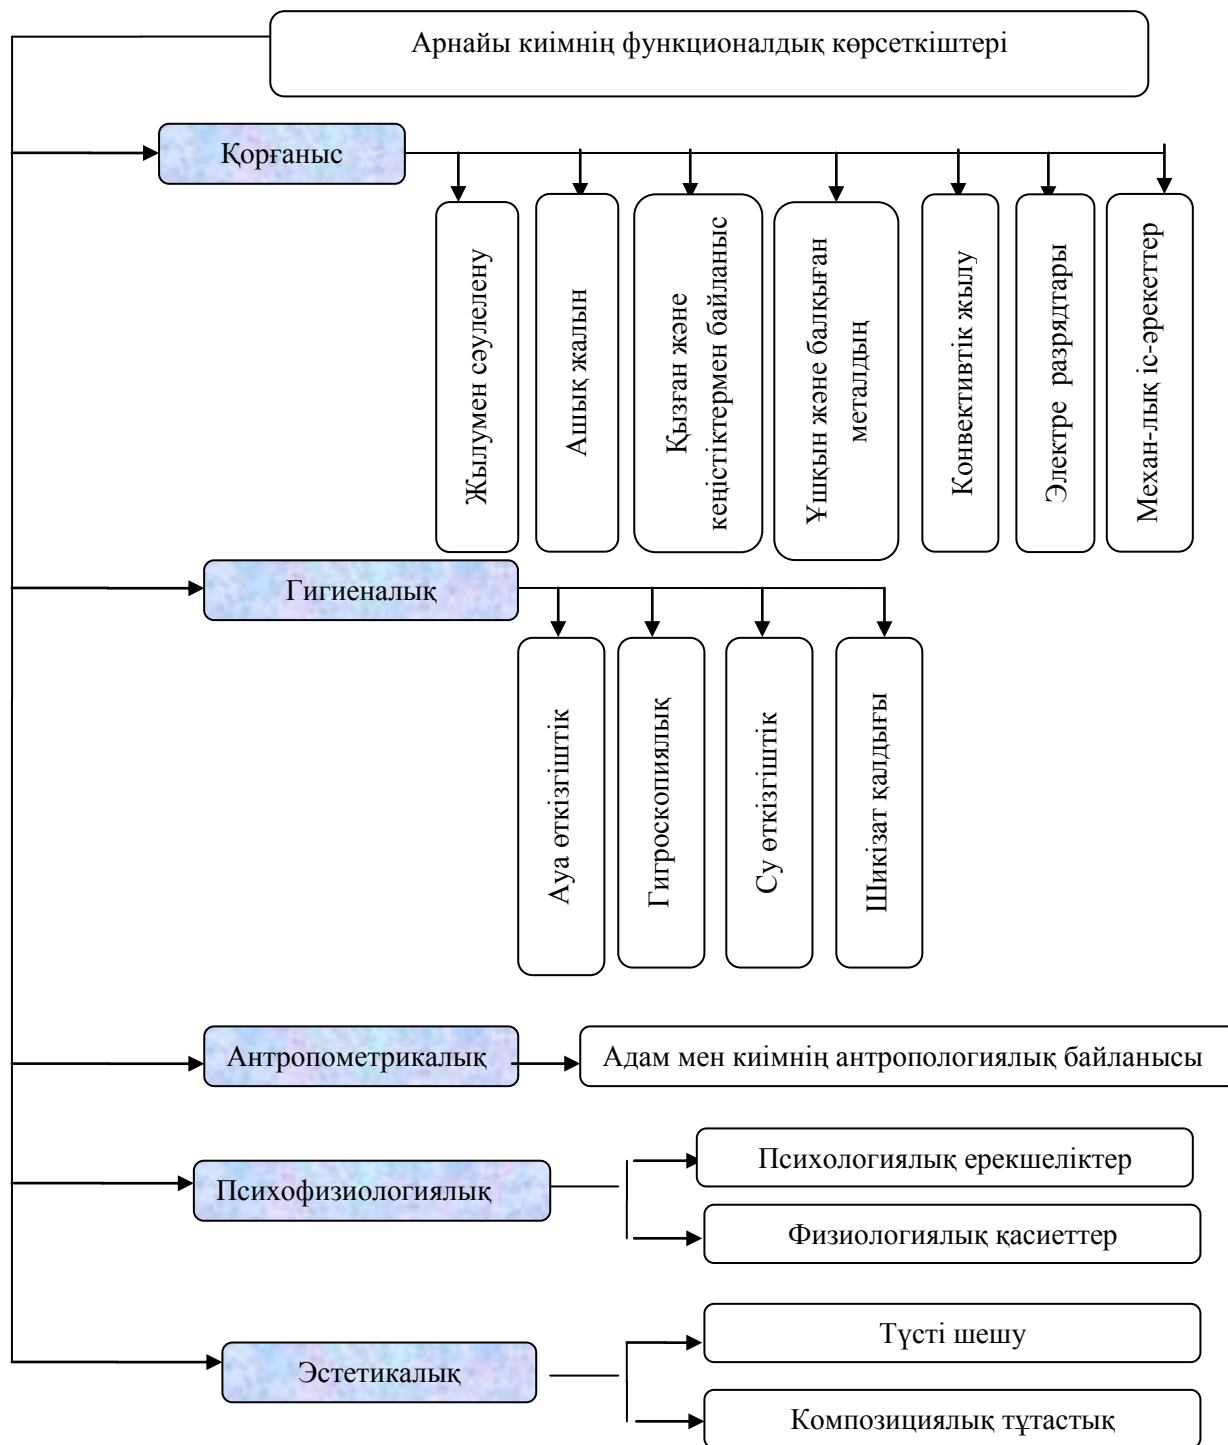 Арнайы киімнің функционалдық көрсеткіштері
Қорғаныс
Жылумен сәулелену
Ашық жалын
Қызған және
кеңістіктермен байланыс
Ұшқын және балқыған
металдың
Конвективтік жылу
Электре разрядтары
Механ-лық іс-әрекеттер
Гигиеналық
Ауа өткізгіштік
Гигроскопиялық
Су өткізгіштік
Шикізат қалдығы
Антропометрикалық
Адам мен киімнің антропологиялық байланысы
Психофизиологиялық
Психологиялық ерекшеліктер
Физиологиялық қасиеттер
Эстетикалық
Түсті шешу
Композициялық тұтастық